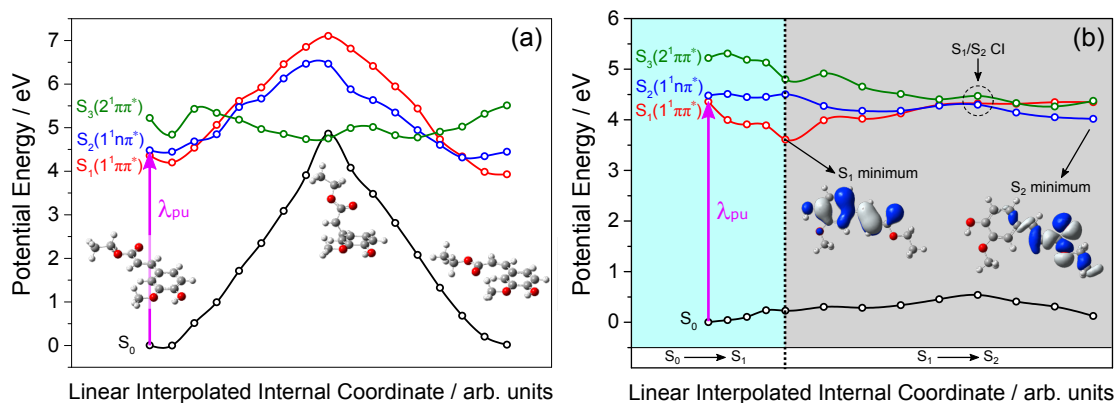 (a)
Potential Energy / eV
7
6
5
4
3
2
1
0
S₃(2¹ππ*)
S₂(1¹nπ*)
S₁(1¹ππ*)
λpu
S₀
Linear Interpolated Internal Coordinate / arb. units
(b)
Potential Energy / eV
6
5
4
3
2
1
0
S₃(2¹ππ*)
S₂(1¹nπ*)
S₁(1¹ππ*)
S₁/S₂ CI
λpu
S₁ minimum
S₂ minimum
S₀
S₀ → S₁
S₁ → S₂
Linear Interpolated Internal Coordinate / arb. units